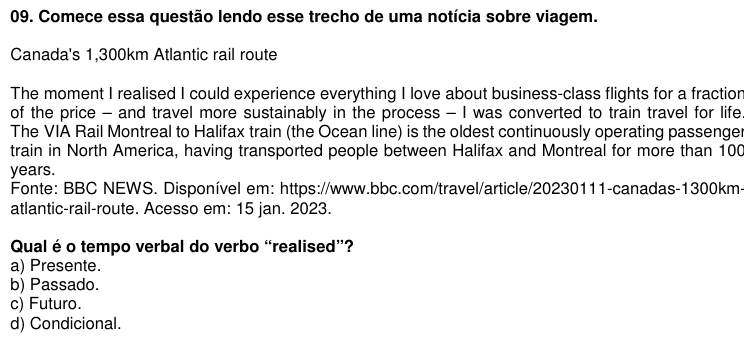 09. Comece essa questão lendo esse trecho de uma notícia sobre viagem.
Canada's 1,300km Atlantic rail route
The moment I realised I could experience everything I love about business-class flights for a fraction
of the price – and travel more sustainably in the process – I was converted to train travel for life.
The VIA Rail Montreal to Halifax train (the Ocean line) is the oldest continuously operating passenger
train in North America, having transported people between Halifax and Montreal for more than 100
years.
Fonte: BBC NEWS. Disponível em: https://www.bbc.com/travel/article/20230111-canadas-1300km-
atlantic-rail-route. Acesso em: 15 jan. 2023.
Qual é o tempo verbal do verbo “realised”?
a) Presente.
b) Passado.
c) Futuro.
d) Condicional.